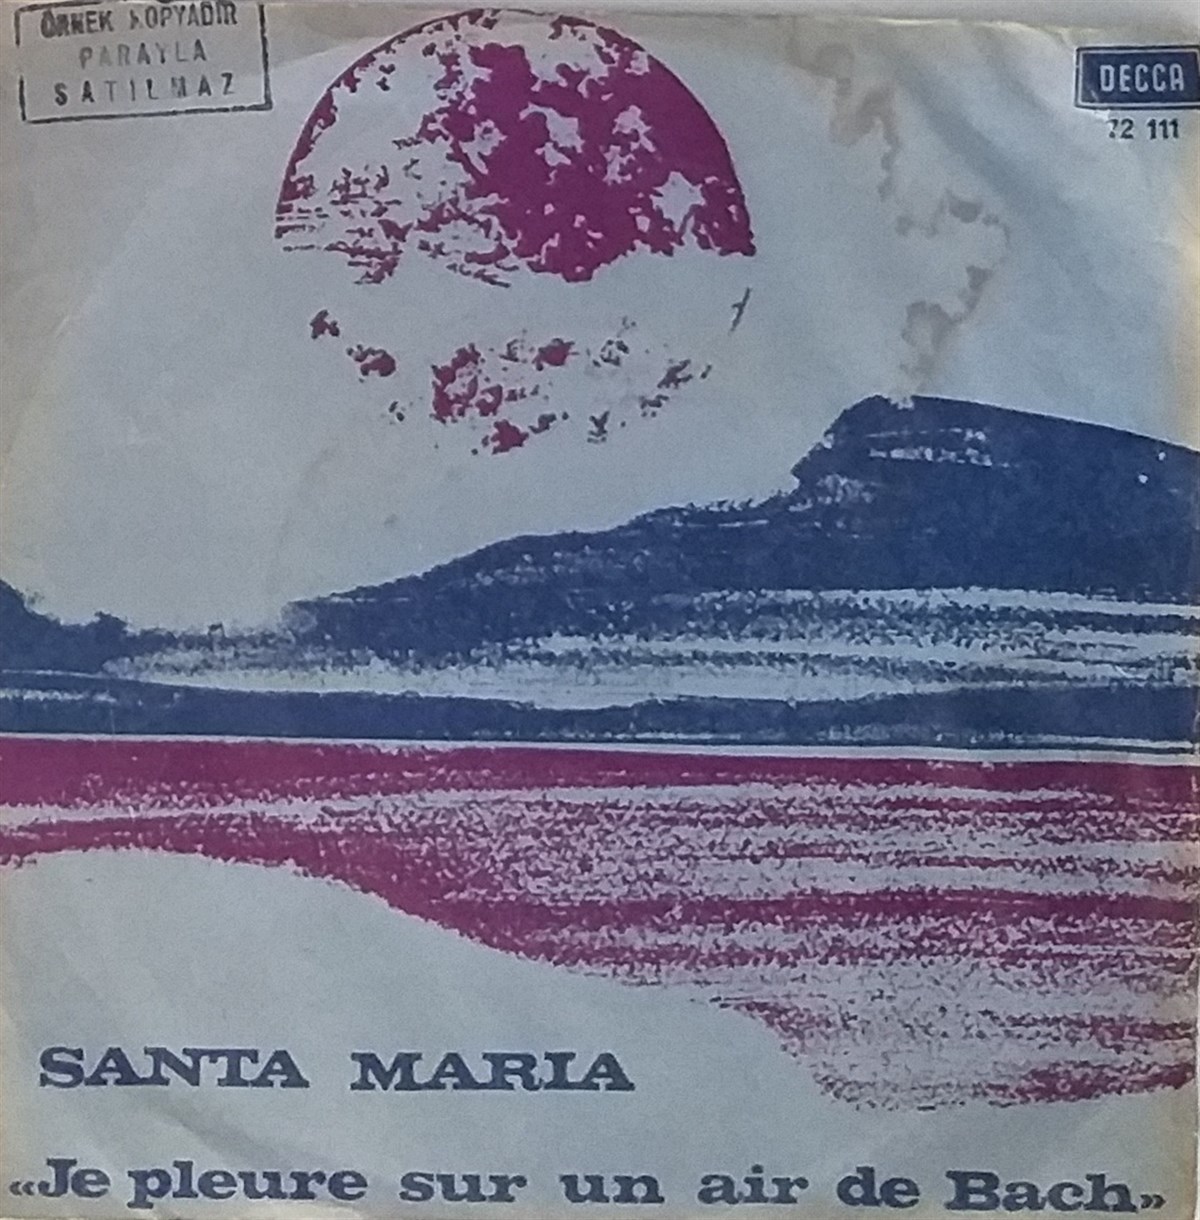 ÖRNEK KOPYADIR
PARAYLA
SATILMAZ
DECCA
72 111
SANTA MARIA
«Je pleure sur un air de Bach»